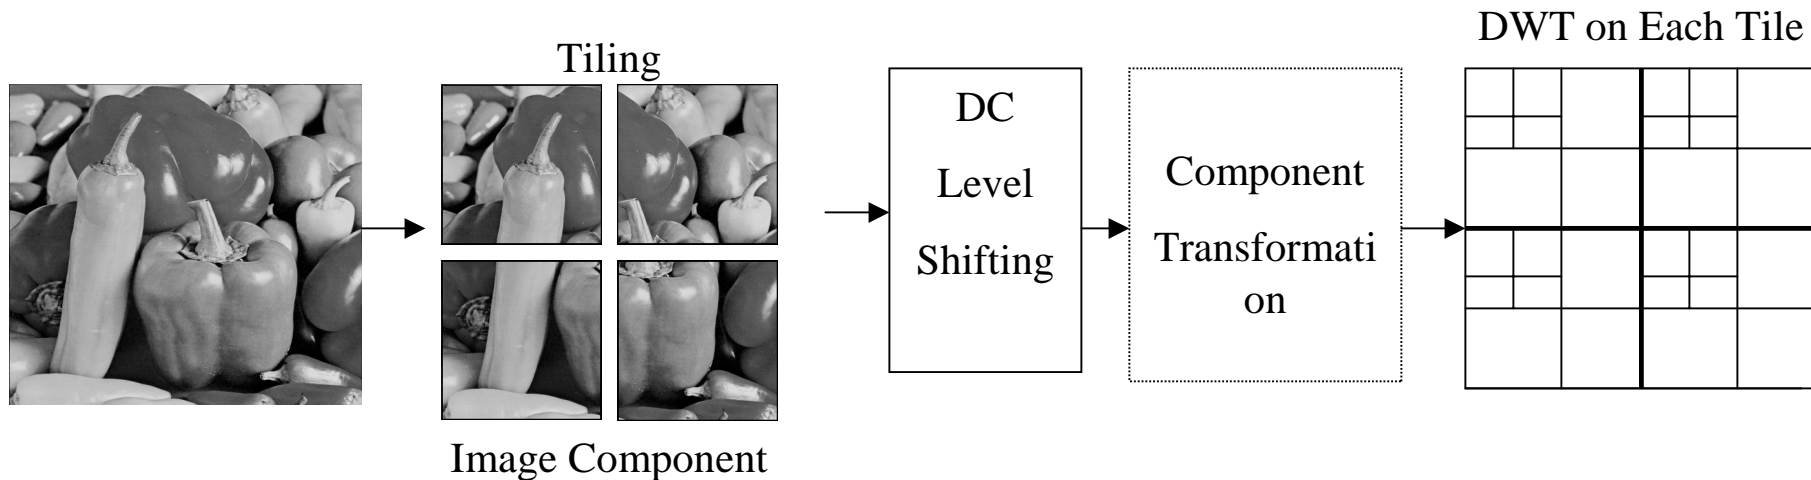 DWT on Each Tile
Tiling
DC
Level
Shifting
Component
Transformati
on
Image Component